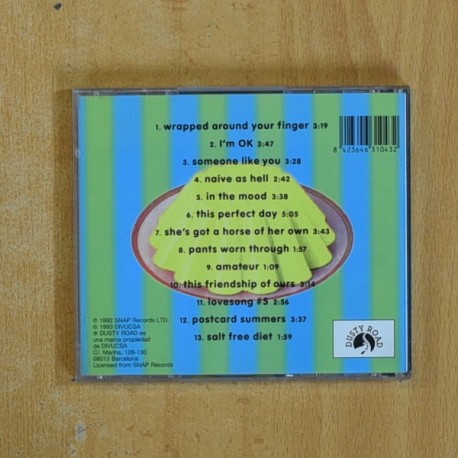 1. wrapped around your finger 3:19
2. I'm OK 3:47
3. someone like you 3:28
4. naive as hell 2:42
5. in the mood 3:38
6. this perfect day 5:05
7. she's got a horse of her own 3:43
8. pants worn through 1:57
9. amateur 1:09
10. this friendship of ours 3:14
11. lovesong #5 2:56
12. postcard summers 3:37
13. salt free diet 1:59
8 423646 310432
℗ 1992 SNAP Records LTD.
© 1993 DIVUCSA
® DUSTY ROAD es
una marca propiedad
de DIVUCSA
C/. Marina, 128-130
08013 Barcelona
Licensed from SNAP Records
DUSTY ROAD